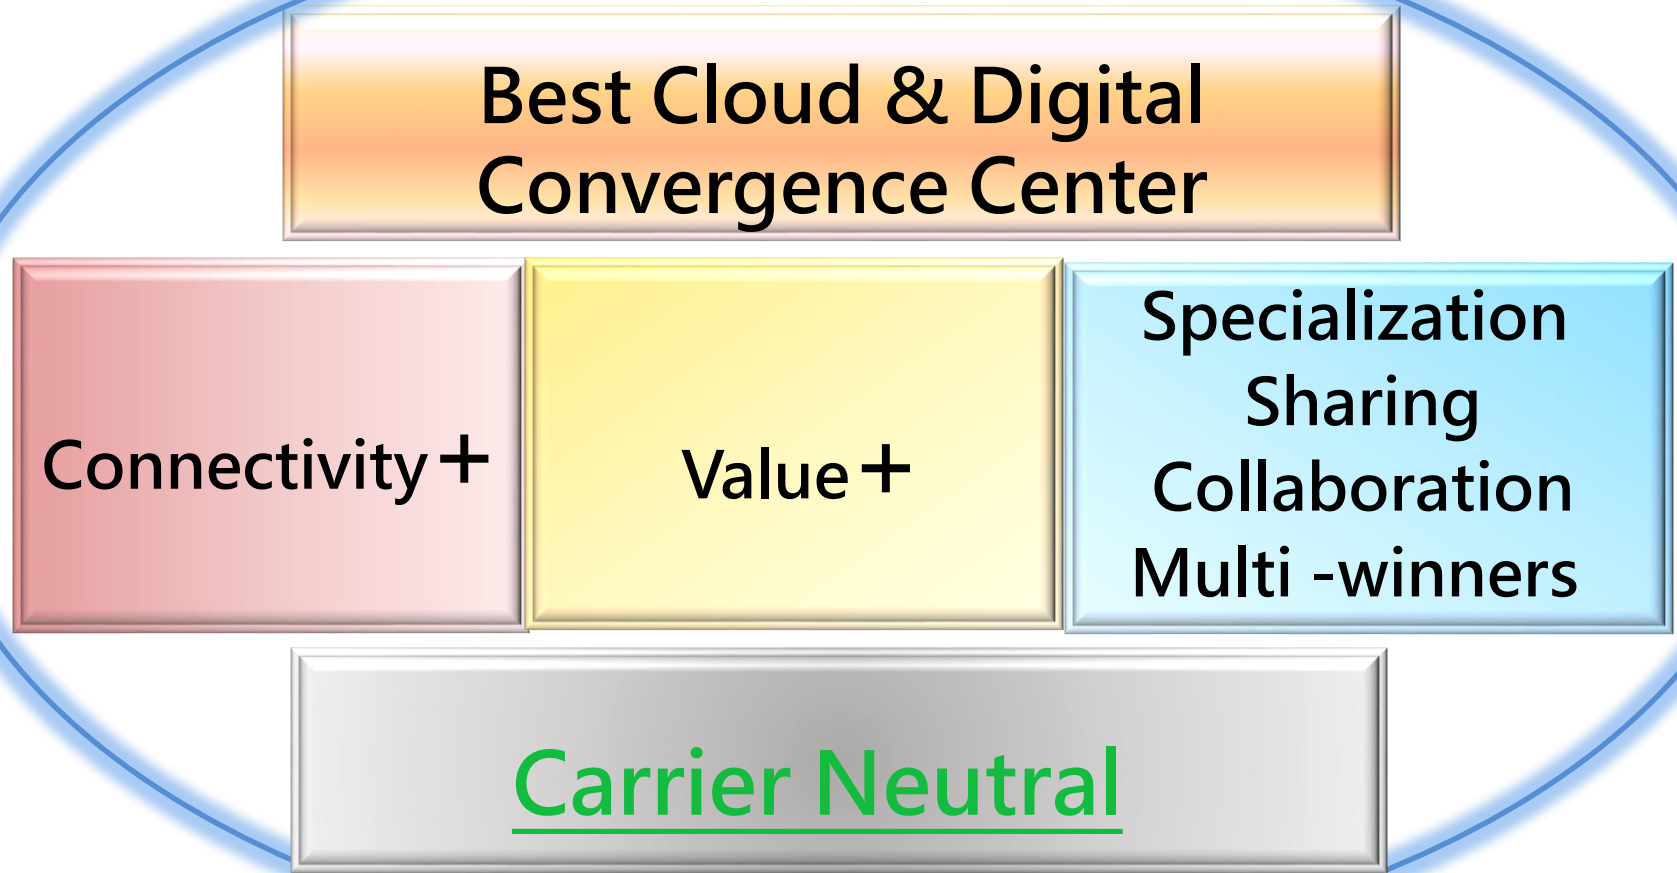 Best Cloud & Digital
Convergence Center
Connectivity+
Value+
Specialization
Sharing
Collaboration
Multi -winners
Carrier Neutral